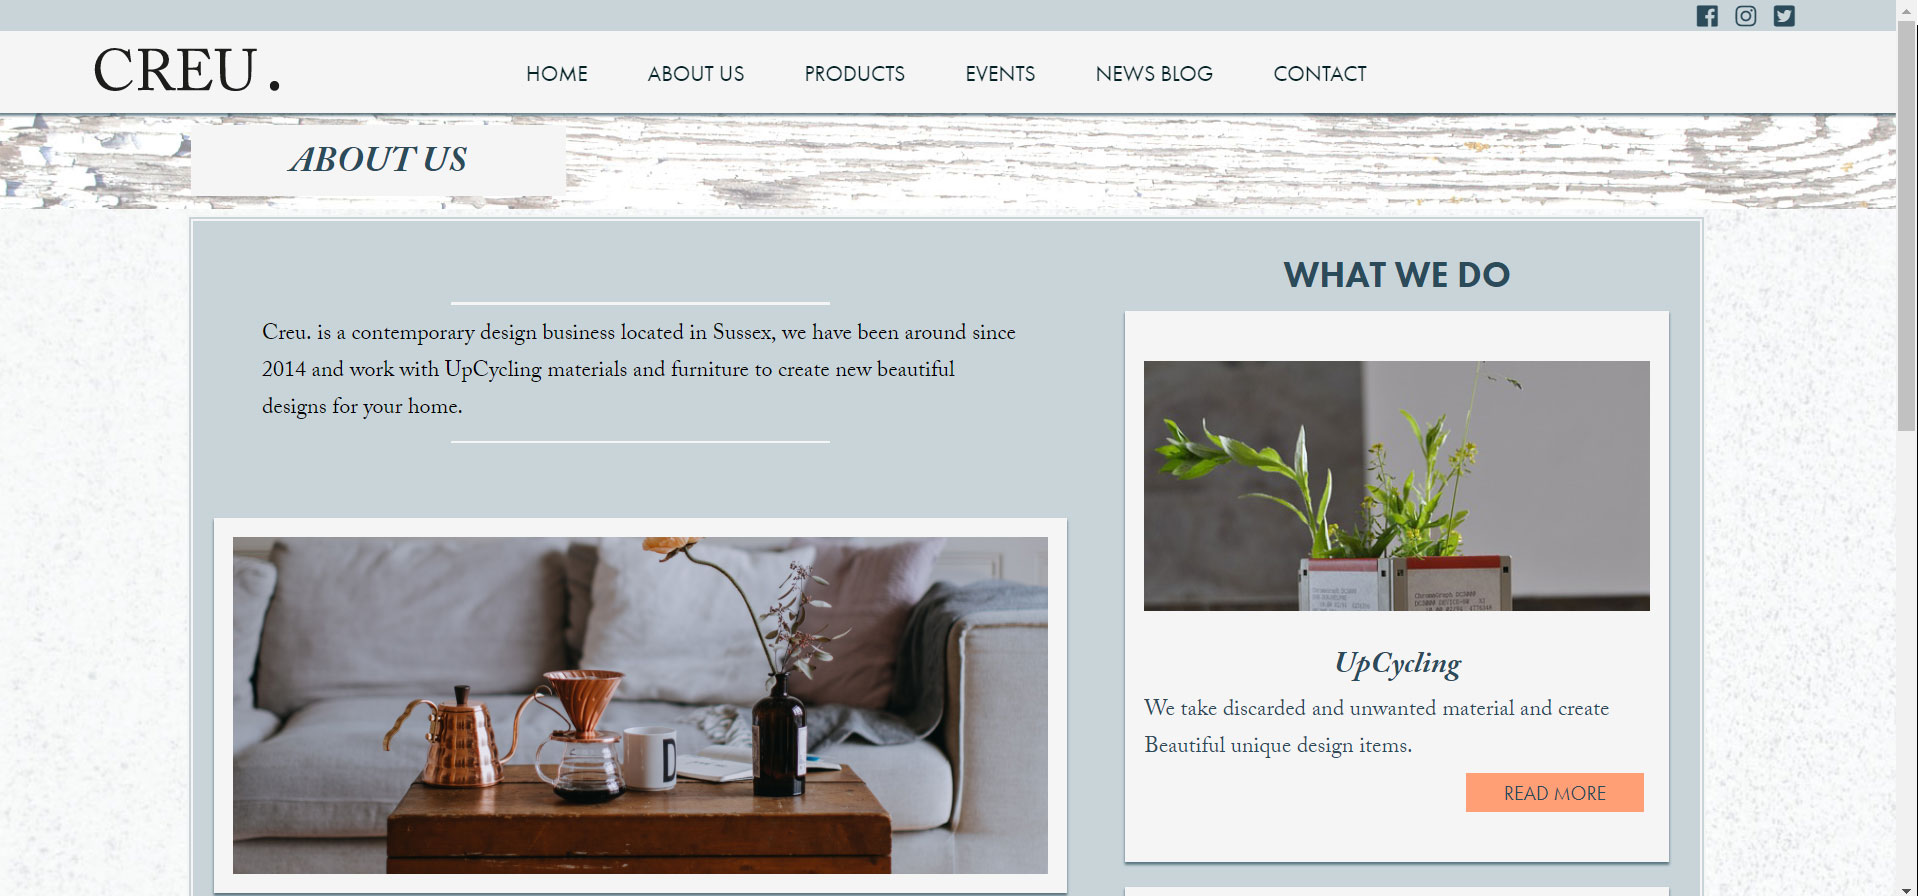 CREU.
HOME
ABOUT US
PRODUCTS
EVENTS
NEWS BLOG
CONTACT
ABOUT US
Creu. is a contemporary design business located in Sussex, we have been around since
2014 and work with UpCycling materials and furniture to create new beautiful
designs for your home.
D
WHAT WE DO
UpCycling
We take discarded and unwanted material and create
Beautiful unique design items.
READ MORE